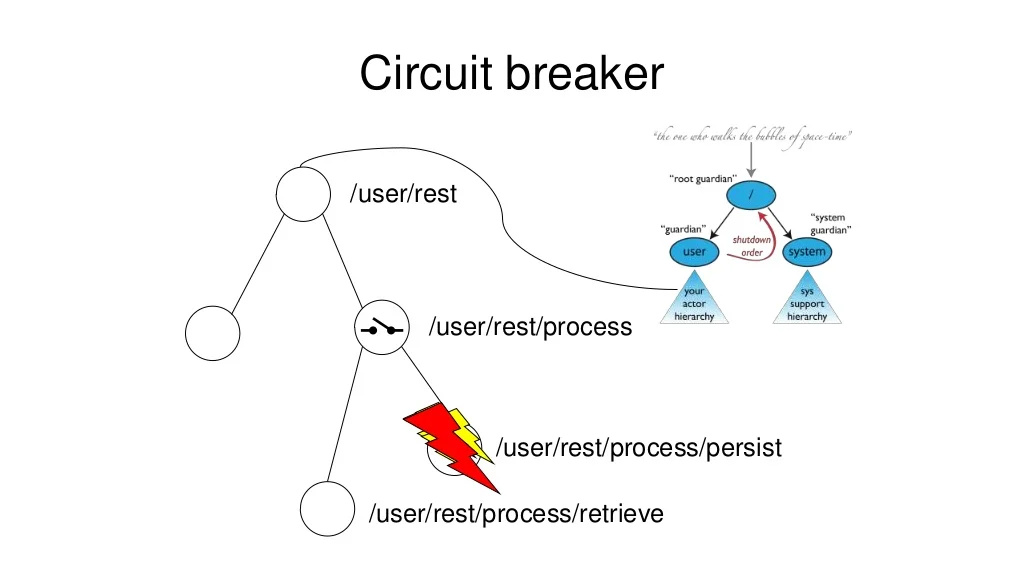 Circuit breaker
“the one who walks the bubbles of space-time”
“root guardian”
/
/user/rest
“system
guardian”
“guardian”
shutdown
order
user
system
your
actor
hierarchy
sys
support
hierarchy
/user/rest/process
/user/rest/process/persist
/user/rest/process/retrieve